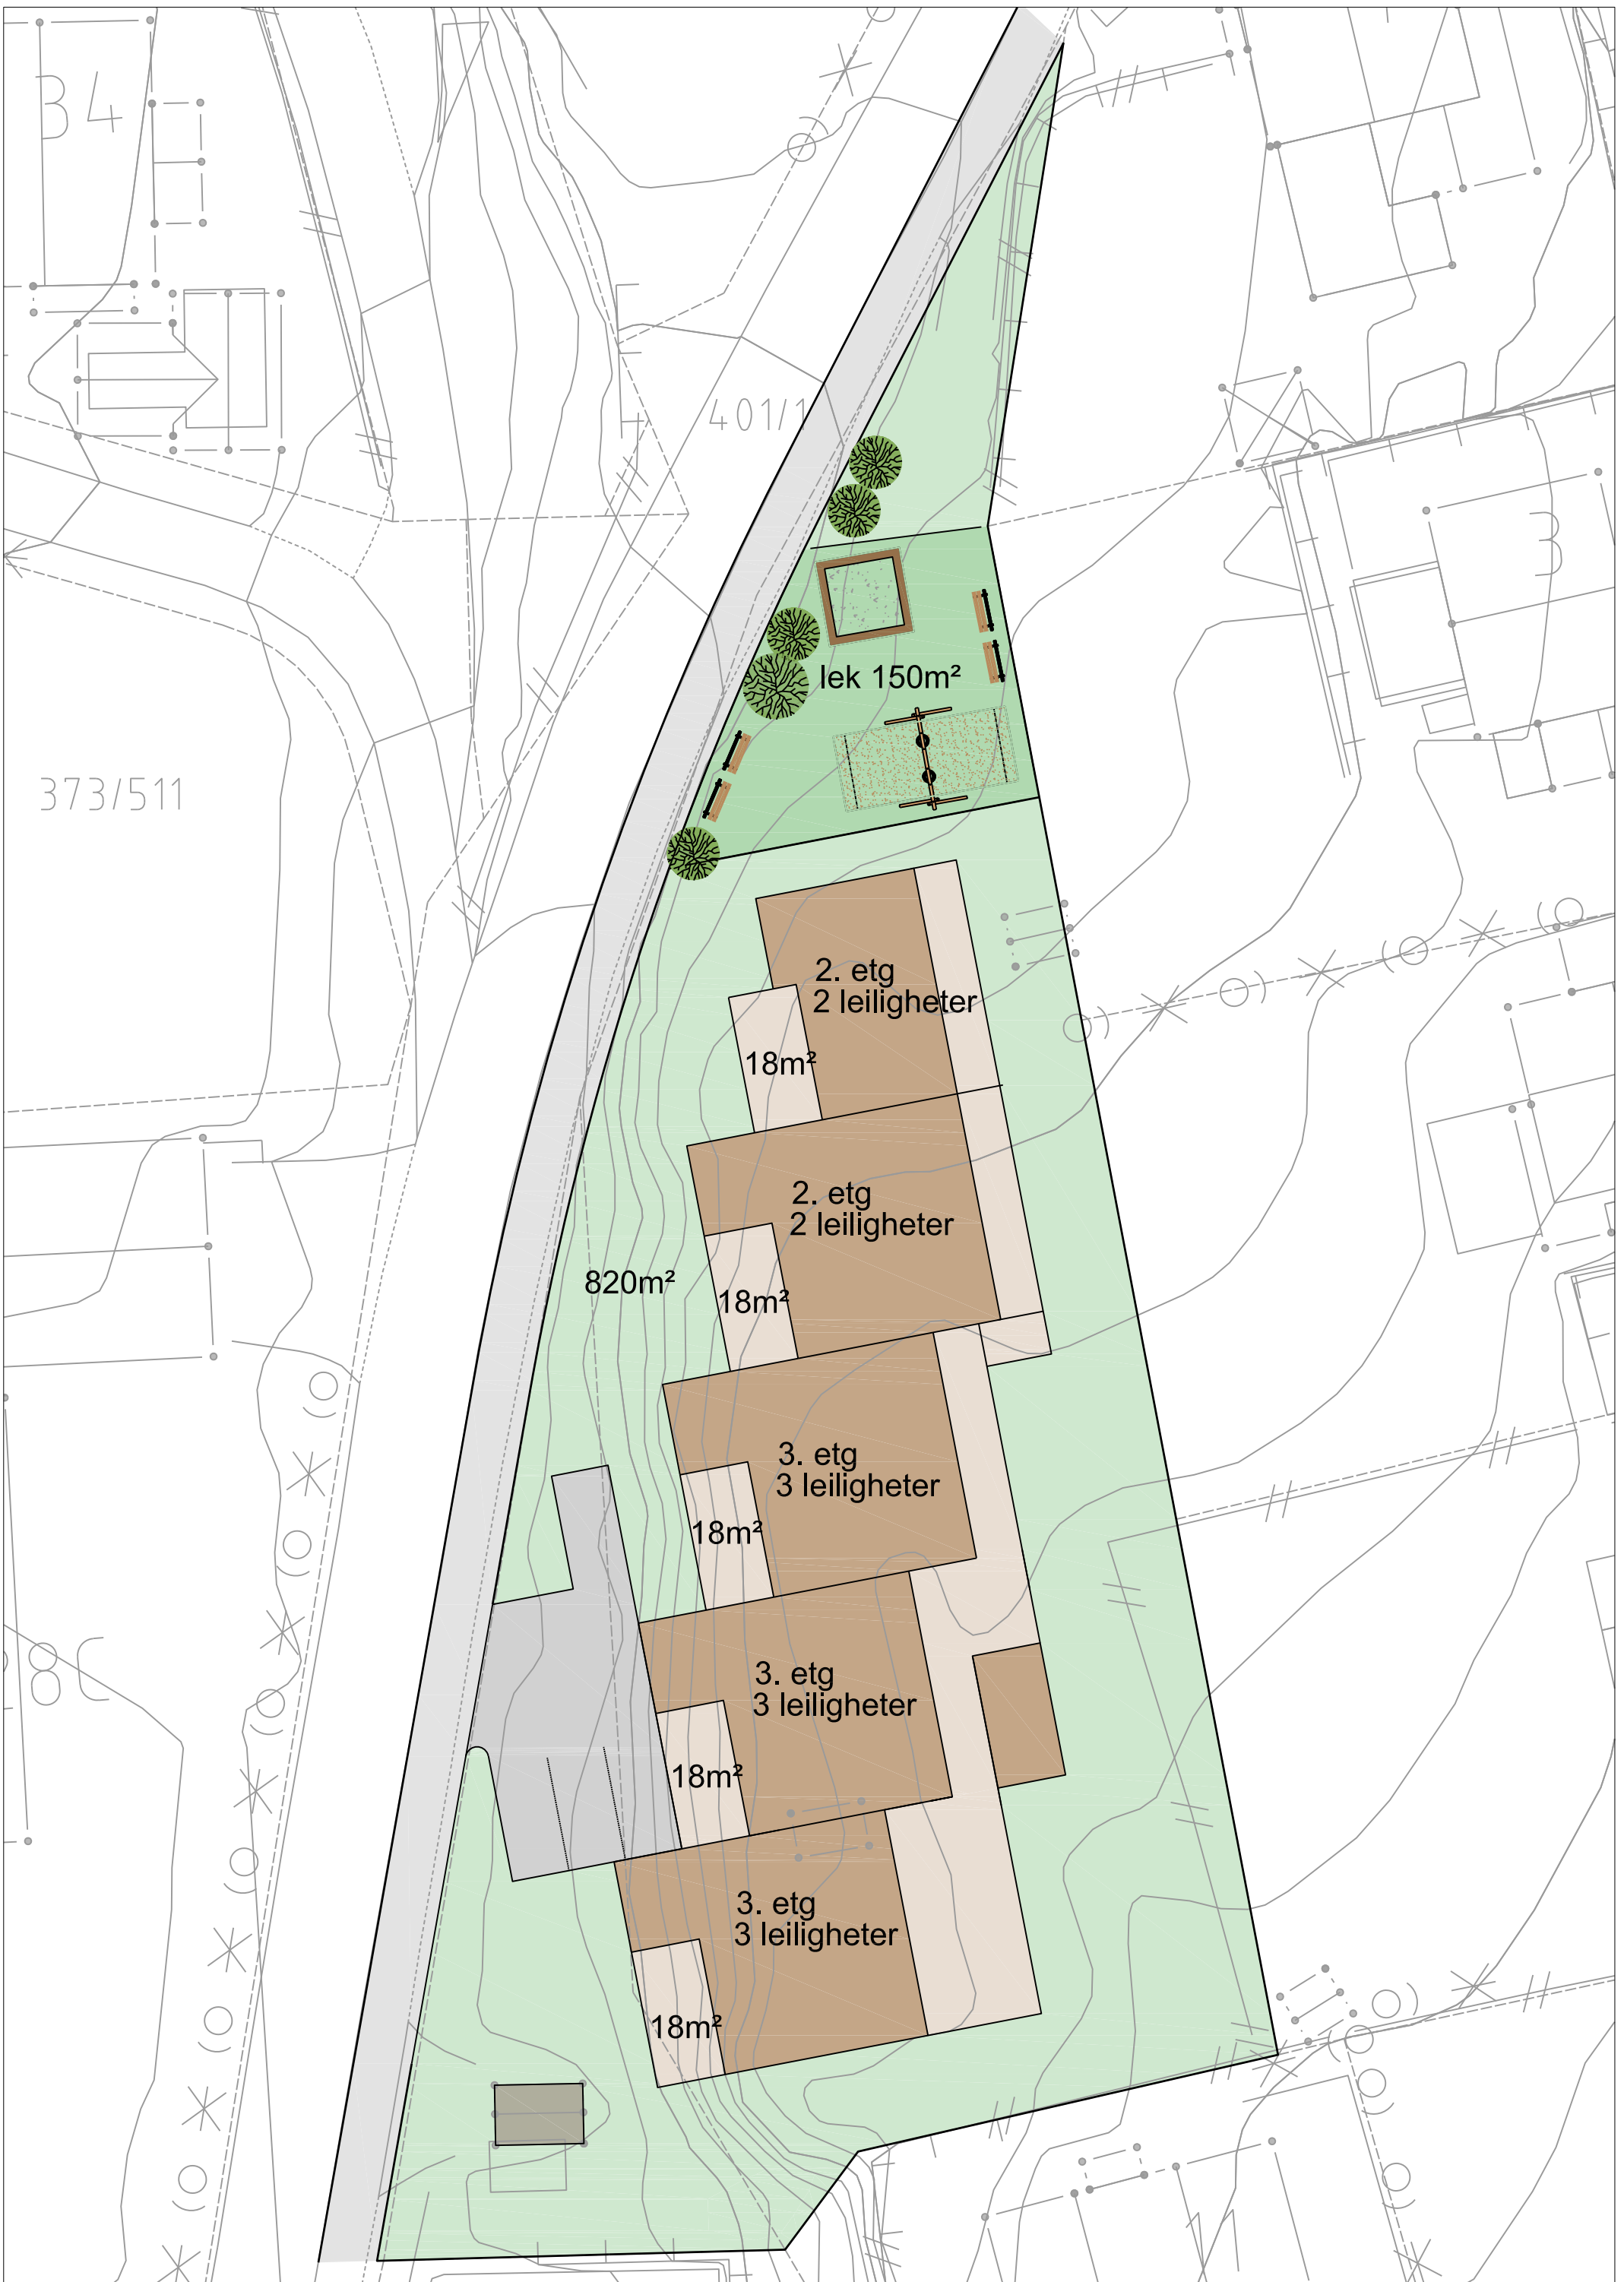 34
401/1
3
lek 150m²
373/511
2. etg
2 leiligheter
18m²
2. etg
2 leiligheter
820m²
18m²
3. etg
3 leiligheter
18m²
8C
3. etg
3 leiligheter
18m²
3. etg
3 leiligheter
18m²